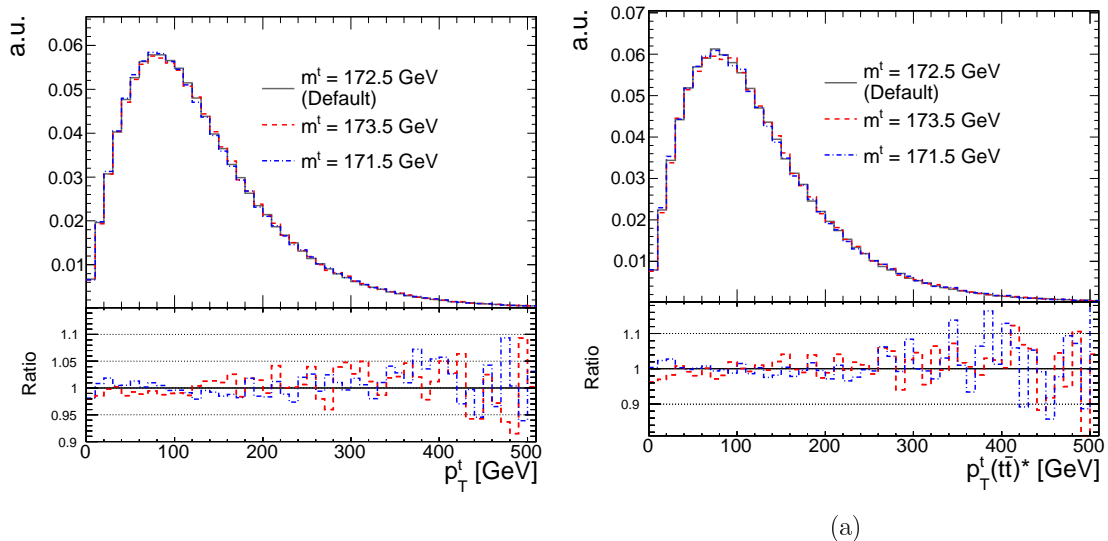 a.u.
0.06
0.05
0.04
0.03
0.02
0.01
m^t = 172.5 GeV
(Default)
m^t = 173.5 GeV
m^t = 171.5 GeV
Ratio
1.1
1.05
1
0.95
0.9
0 100 200 300 400 500
p_T^t [GeV]
a.u.
0.07
0.06
0.05
0.04
0.03
0.02
0.01
m^t = 172.5 GeV
(Default)
m^t = 173.5 GeV
m^t = 171.5 GeV
Ratio
1.1
1
0.9
0 100 200 300 400 500
p_T^t(tt̄)* [GeV]
(a)